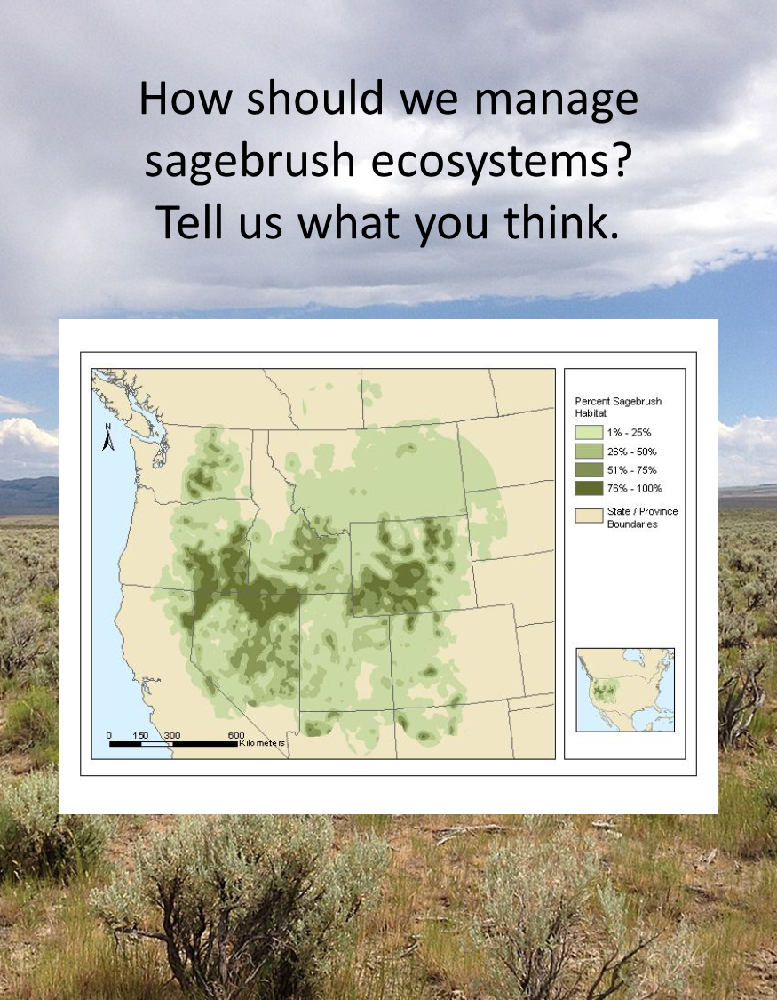 How should we manage
sagebrush ecosystems?
Tell us what you think.
N
Percent Sagebrush
Habitat
1% - 25%
26% - 50%
51% - 75%
76% - 100%
State / Province
Boundaries
0 150 300 600
Kilometers